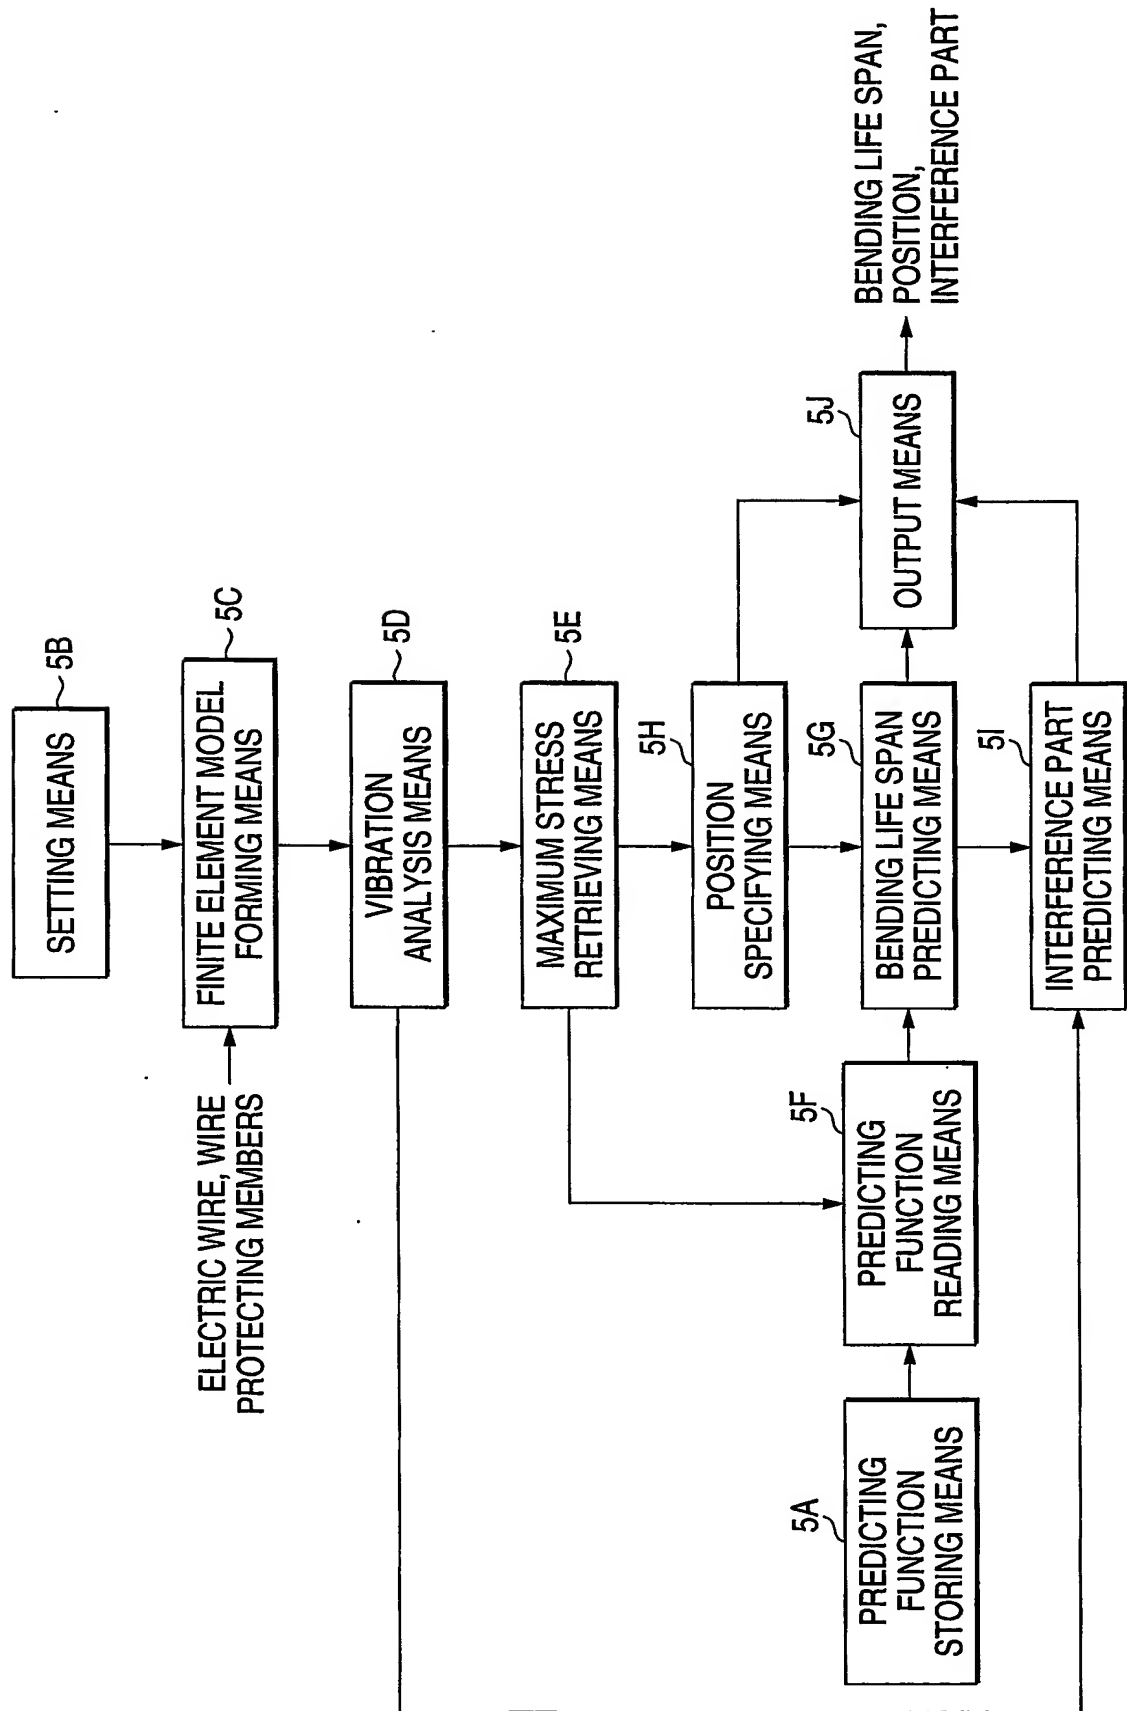 5B
SETTING MEANS
5C
FINITE ELEMENT MODEL
FORMING MEANS
ELECTRIC WIRE, WIRE
PROTECTING MEMBERS
5D
VIBRATION
ANALYSIS MEANS
5E
MAXIMUM STRESS
RETRIEVING MEANS
5H
POSITION
SPECIFYING MEANS
5A
PREDICTING
FUNCTION
STORING MEANS
5F
PREDICTING
FUNCTION
READING MEANS
5G
BENDING LIFE SPAN
PREDICTING MEANS
5J
OUTPUT MEANS
BENDING LIFE SPAN,
POSITION,
INTERFERENCE PART
5I
INTERFERENCE PART
PREDICTING MEANS